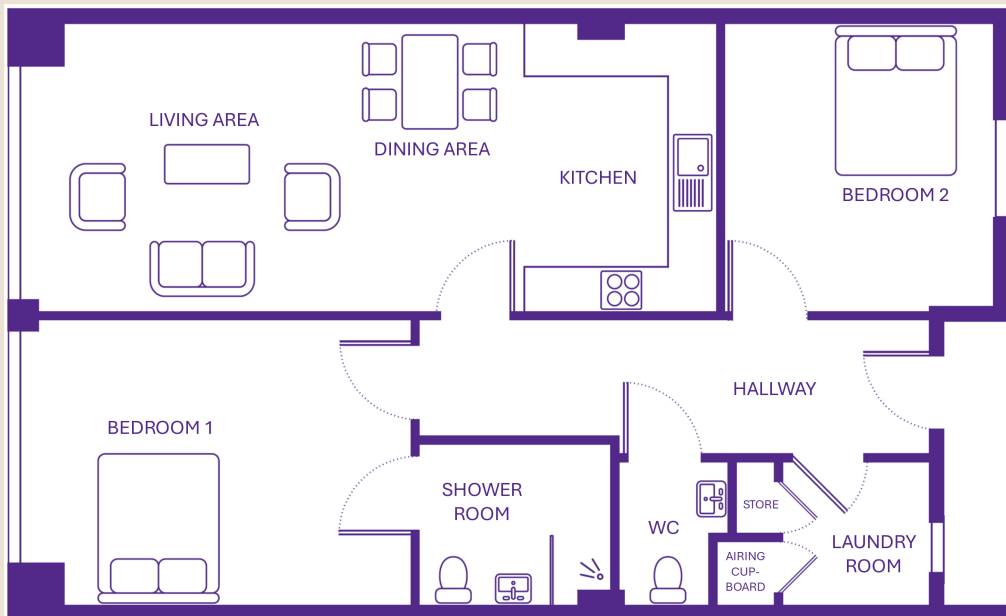 LIVING AREA
DINING AREA
KITCHEN
BEDROOM 2
HALLWAY
BEDROOM 1
SHOWER
ROOM
WC
STORE
LAUNDRY
ROOM
AIRING
CUP-
BOARD